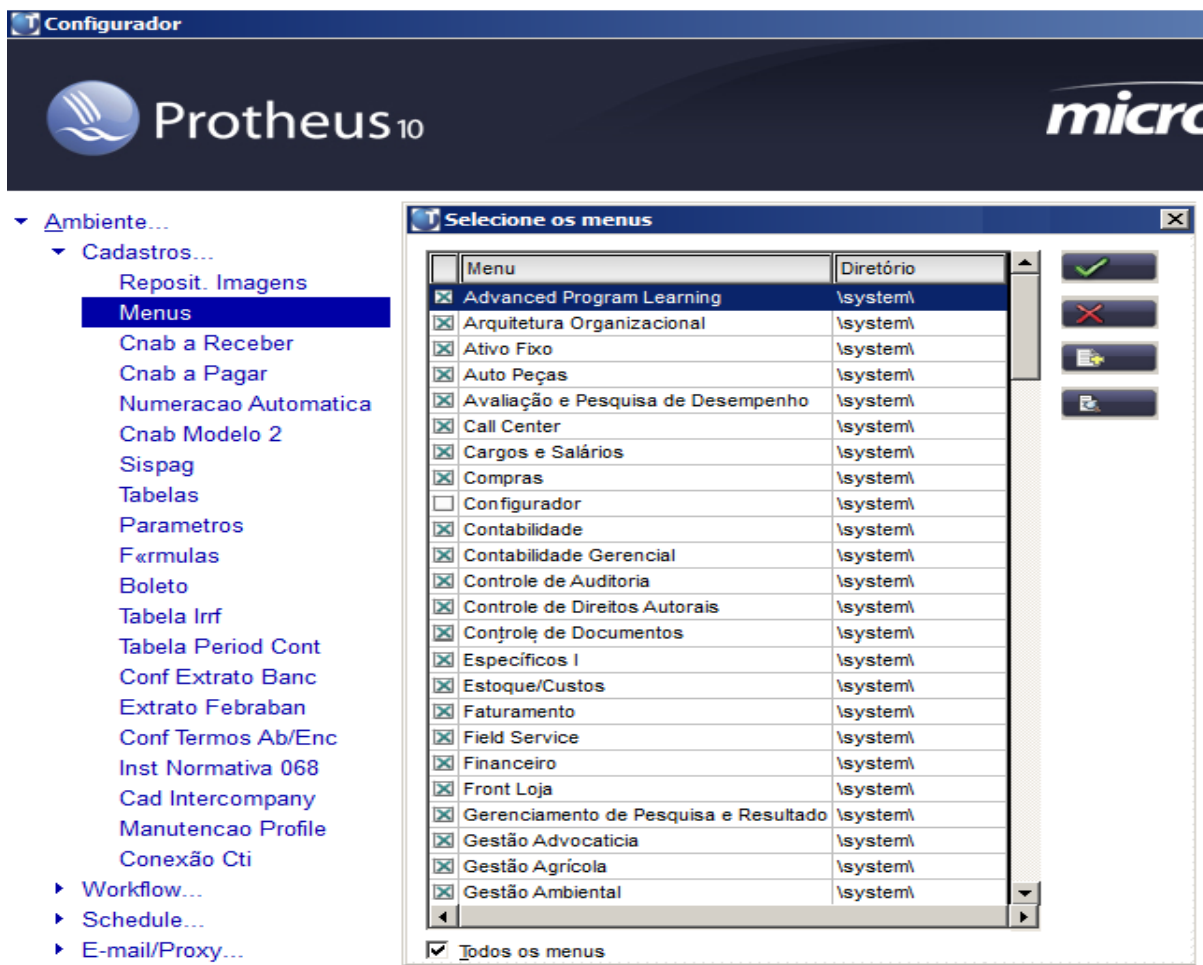 Configurador
Protheus 10
micro
Ambiente...
Cadastros...
Reposit. Imagens
Menus
Cnab a Receber
Cnab a Pagar
Numeracao Automatica
Cnab Modelo 2
Sispag
Tabelas
Parametros
F«rmulas
Boleto
Tabela Irrf
Tabela Period Cont
Conf Extrato Banc
Extrato Febraban
Conf Termos Ab/Enc
Inst Normativa 068
Cad Intercompany
Manutencao Profile
Conexão Cti
Workflow...
Schedule...
E-mail/Proxy...
Selecione os menus
Menu Diretório
Advanced Program Learning \system\
Arquitetura Organizacional \system\
Ativo Fixo \system\
Auto Peças \system\
Avaliação e Pesquisa de Desempenho \system\
Call Center \system\
Cargos e Salários \system\
Compras \system\
Configurador \system\
Contabilidade \system\
Contabilidade Gerencial \system\
Controle de Auditoria \system\
Controle de Direitos Autorais \system\
Controle de Documentos \system\
Específicos I \system\
Estoque/Custos \system\
Faturamento \system\
Field Service \system\
Financeiro \system\
Front Loja \system\
Gerenciamento de Pesquisa e Resultado \system\
Gestão Advocaticia \system\
Gestão Agrícola \system\
Gestão Ambiental \system\
Todos os menus